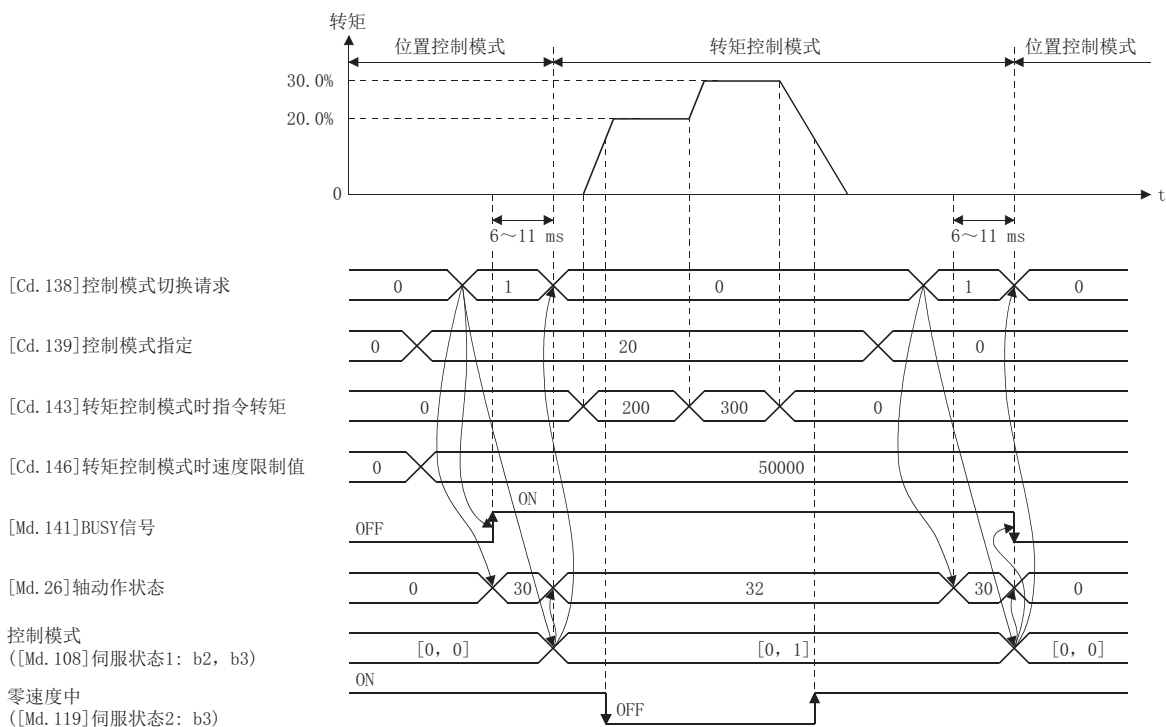 转矩
位置控制模式
转矩控制模式
位置控制模式
30.0%
20.0%
0
t
6～11 ms
6～11 ms
[Cd.138]控制模式切换请求
0
1
0
1
0
[Cd.139]控制模式指定
0
20
0
[Cd.143]转矩控制模式时指令转矩
0
200
300
0
[Cd.146]转矩控制模式时速度限制值
0
50000
ON
[Md.141]BUSY信号
OFF
[Md.26]轴动作状态
0
30
32
30
0
控制模式
([Md.108]伺服状态1: b2, b3)
[0, 0]
[0, 1]
[0, 0]
ON
零速度中
([Md.119]伺服状态2: b3)
OFF